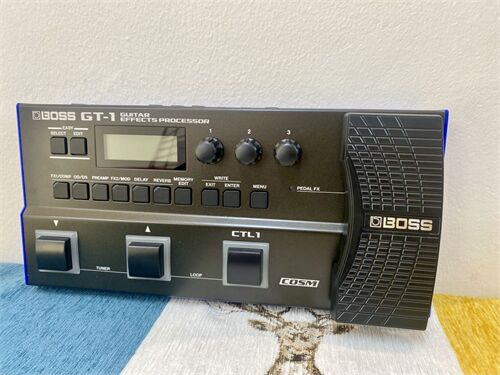 BOSS GT-1 GUITAR
EFFECTS PROCESSOR
EASY
SELECT EDIT
1 2 3
FX1/COMP OD/DS PREAMP FX2/MOD DELAY REVERB MEMORY
EDIT
WRITE
EXIT ENTER MENU
PEDAL FX
BOSS
▼ ▲ CTL1
TUNER LOOP
COSM